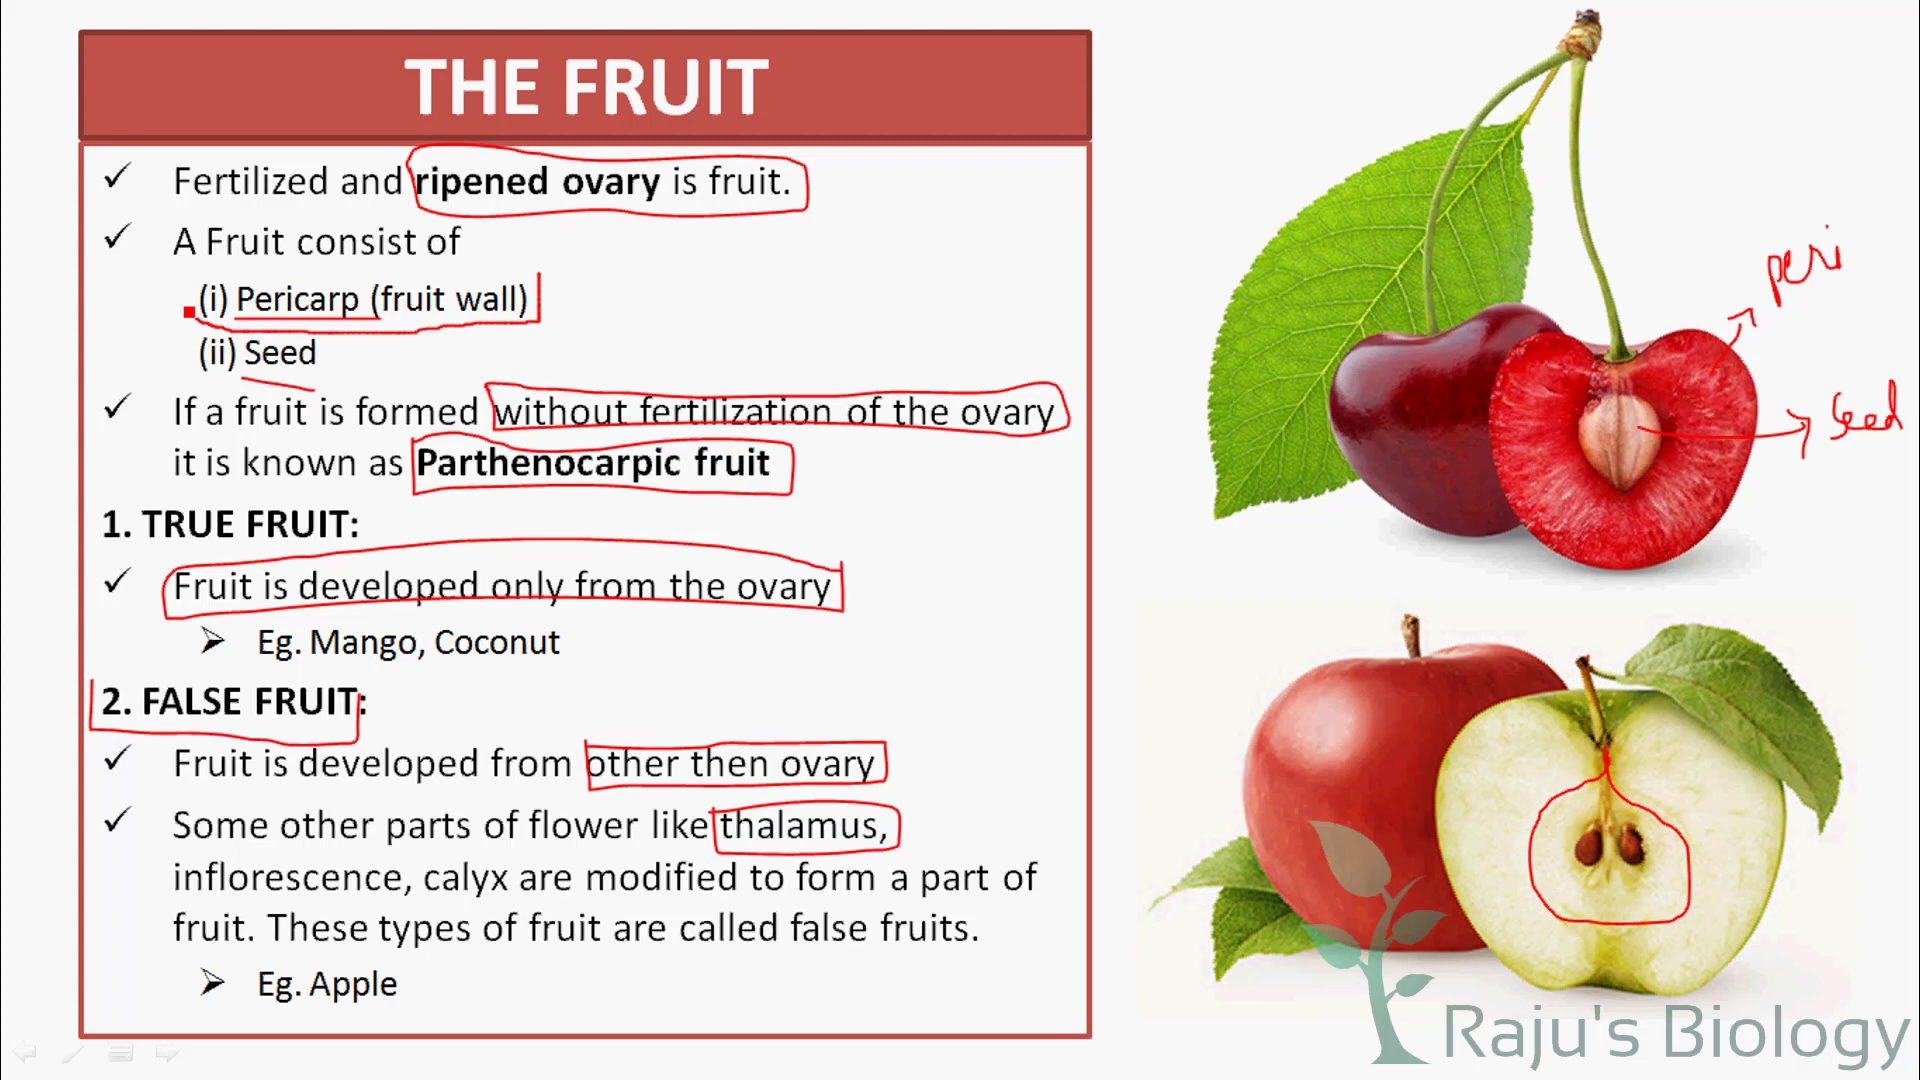 THE FRUIT
Fertilized and ripened ovary is fruit.
A Fruit consist of
(i) Pericarp (fruit wall)
(ii) Seed
If a fruit is formed without fertilization of the ovary
it is known as Parthenocarpic fruit
1. TRUE FRUIT:
Fruit is developed only from the ovary
Eg. Mango, Coconut
2. FALSE FRUIT:
Fruit is developed from other then ovary
Some other parts of flower like thalamus,
inflorescence, calyx are modified to form a part of
fruit. These types of fruit are called false fruits.
Eg. Apple
peri
Seed
Raju's Biology